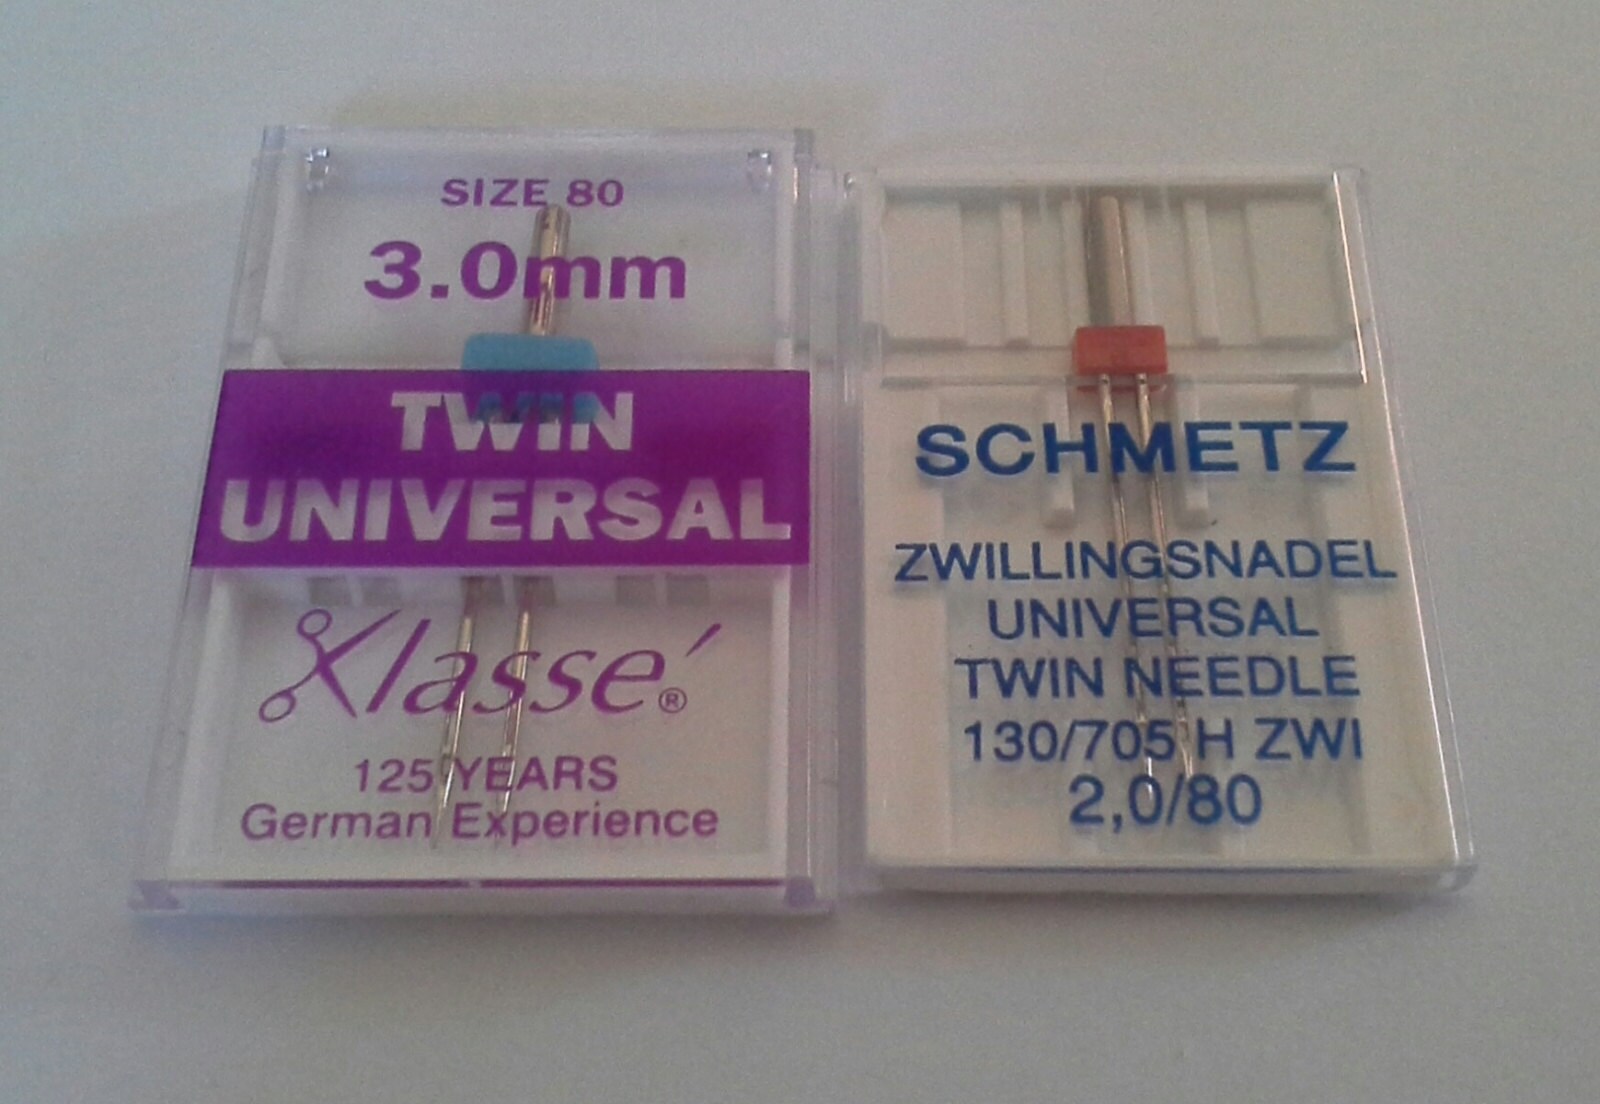 SIZE 80
3.0mm
TWIN
UNIVERSAL
Klassé®
125 YEARS
German Experience
SCHMETZ
ZWILLINGSNADEL
UNIVERSAL
TWIN NEEDLE
130/705 H ZWI
2,0/80